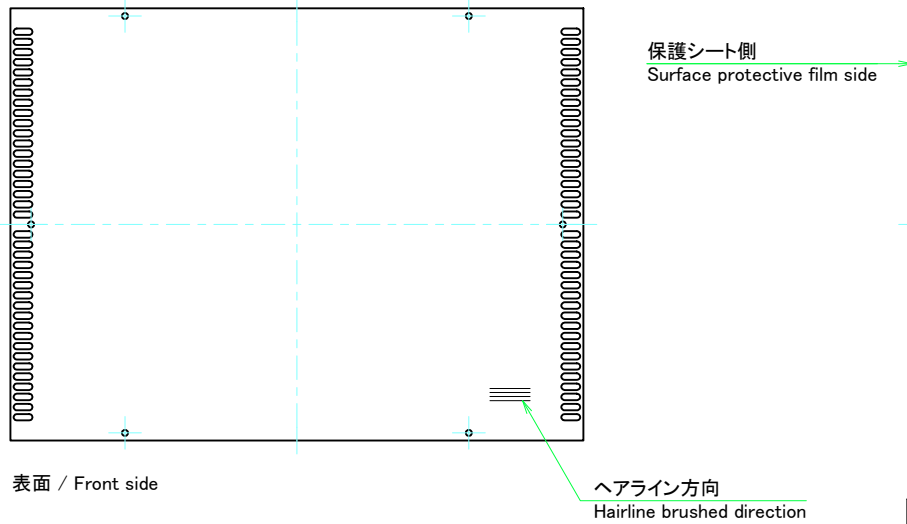 保護シート側
Surface protective film side
表面 / Front side
ヘアライン方向
Hairline brushed direction